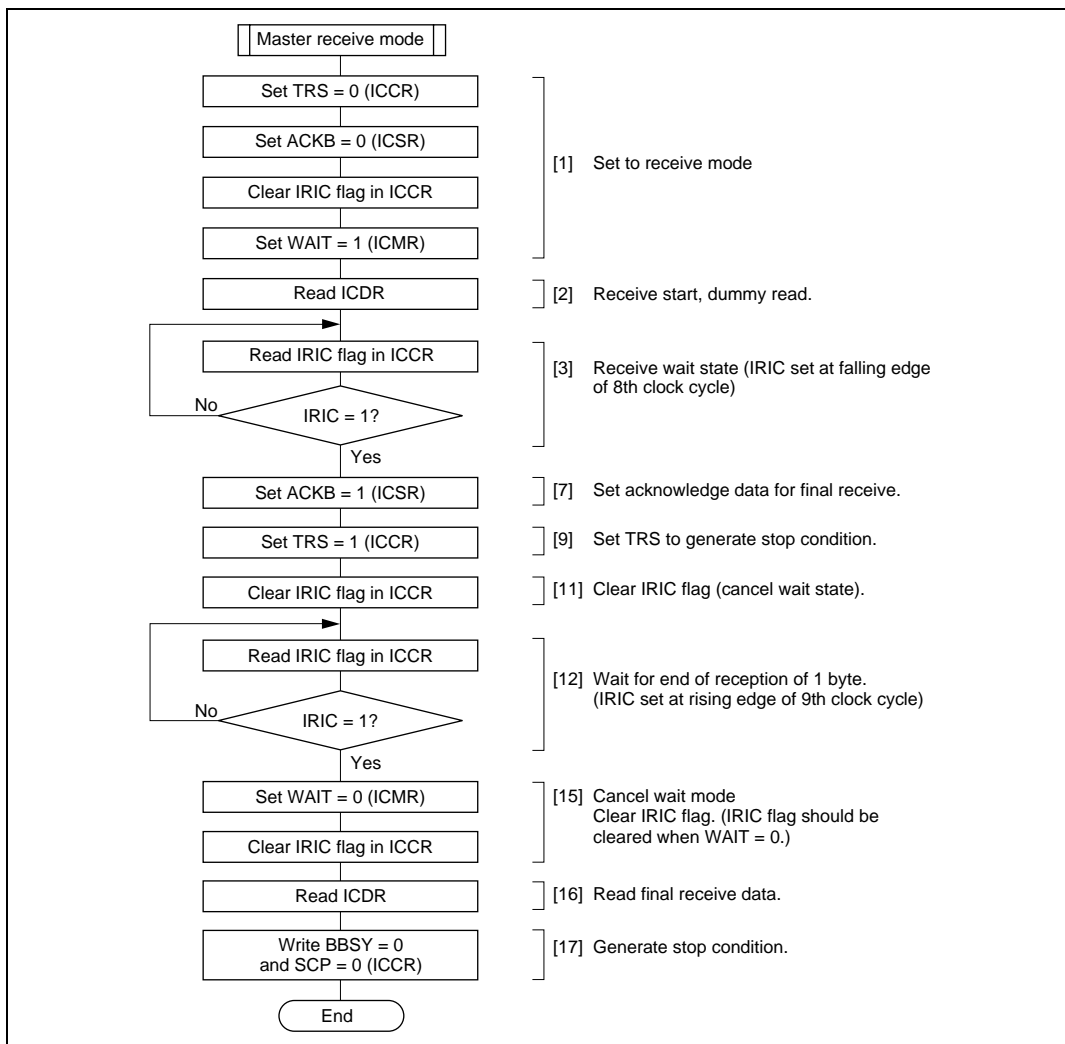 Master receive mode
Set TRS = 0 (ICCR)
Set ACKB = 0 (ICSR)
[1] Set to receive mode
Clear IRIC flag in ICCR
Set WAIT = 1 (ICMR)
Read ICDR
[2] Receive start, dummy read.
Read IRIC flag in ICCR
[3] Receive wait state (IRIC set at falling edge
of 8th clock cycle)
No
IRIC = 1?
Yes
Set ACKB = 1 (ICSR)
[7] Set acknowledge data for final receive.
Set TRS = 1 (ICCR)
[9] Set TRS to generate stop condition.
Clear IRIC flag in ICCR
[11] Clear IRIC flag (cancel wait state).
Read IRIC flag in ICCR
[12] Wait for end of reception of 1 byte.
(IRIC set at rising edge of 9th clock cycle)
No
IRIC = 1?
Yes
Set WAIT = 0 (ICMR)
[15] Cancel wait mode
Clear IRIC flag. (IRIC flag should be
cleared when WAIT = 0.)
Clear IRIC flag in ICCR
Read ICDR
[16] Read final receive data.
Write BBSY = 0
and SCP = 0 (ICCR)
[17] Generate stop condition.
End